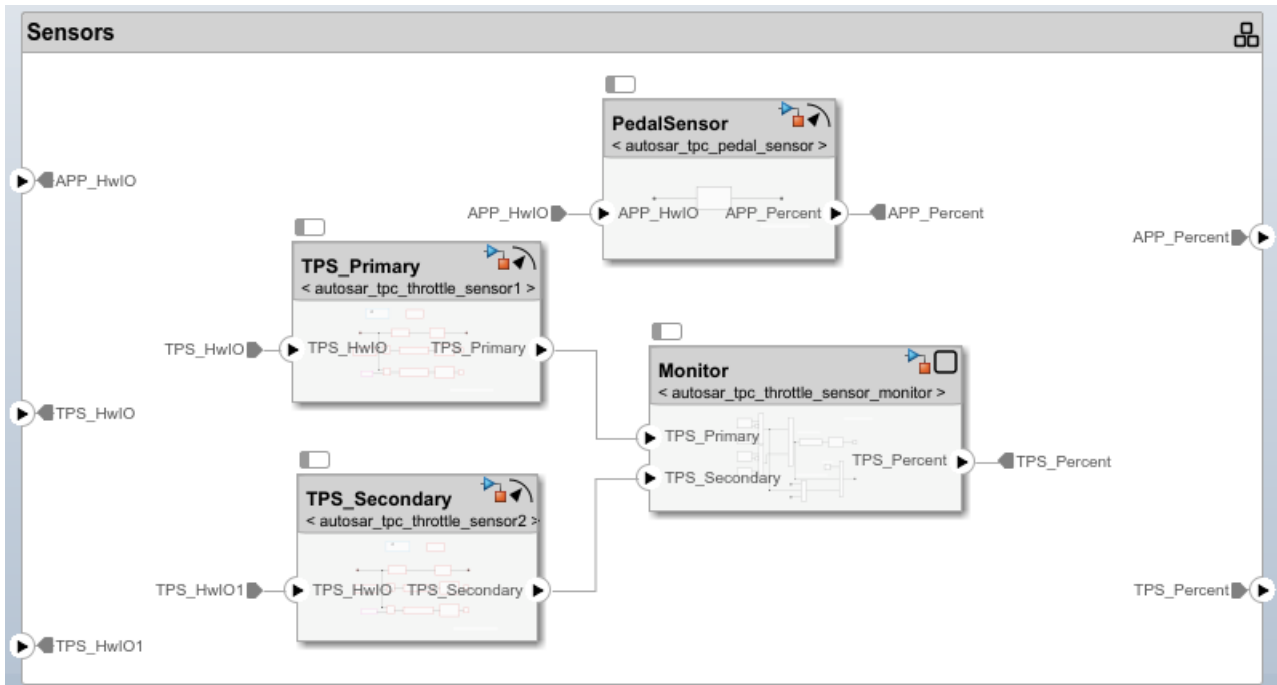 Sensors
PedalSensor
< autosar_tpc_pedal_sensor >
APP_HwIO
APP_HwIO
APP_HwIO
APP_Percent
APP_Percent
APP_Percent
TPS_Primary
< autosar_tpc_throttle_sensor1 >
TPS_HwIO
TPS_HwIO
TPS_Primary
Monitor
< autosar_tpc_throttle_sensor_monitor >
TPS_HwIO
TPS_Primary
TPS_Secondary
TPS_Percent
TPS_Percent
TPS_Secondary
< autosar_tpc_throttle_sensor2 >
TPS_HwIO1
TPS_HwIO
TPS_Secondary
TPS_Percent
TPS_HwIO1